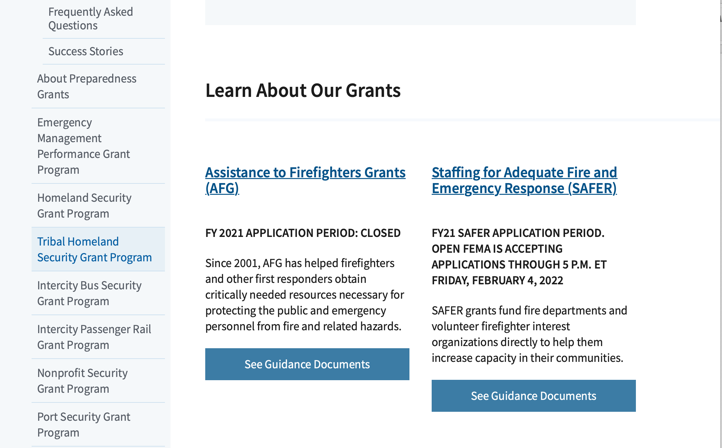 Frequently Asked
Questions
Success Stories
About Preparedness
Grants
Emergency
Management
Performance Grant
Program
Homeland Security
Grant Program
Tribal Homeland
Security Grant Program
Intercity Bus Security
Grant Program
Intercity Passenger Rail
Grant Program
Nonprofit Security
Grant Program
Port Security Grant
Program
Learn About Our Grants
Assistance to Firefighters Grants
(AFG)
FY 2021 APPLICATION PERIOD: CLOSED
Since 2001, AFG has helped firefighters
and other first responders obtain
critically needed resources necessary for
protecting the public and emergency
personnel from fire and related hazards.
See Guidance Documents
Staffing for Adequate Fire and
Emergency Response (SAFER)
FY21 SAFER APPLICATION PERIOD.
OPEN FEMA IS ACCEPTING
APPLICATIONS THROUGH 5 P.M. ET
FRIDAY, FEBRUARY 4, 2022
SAFER grants fund fire departments and
volunteer firefighter interest
organizations directly to help them
increase capacity in their communities.
See Guidance Documents